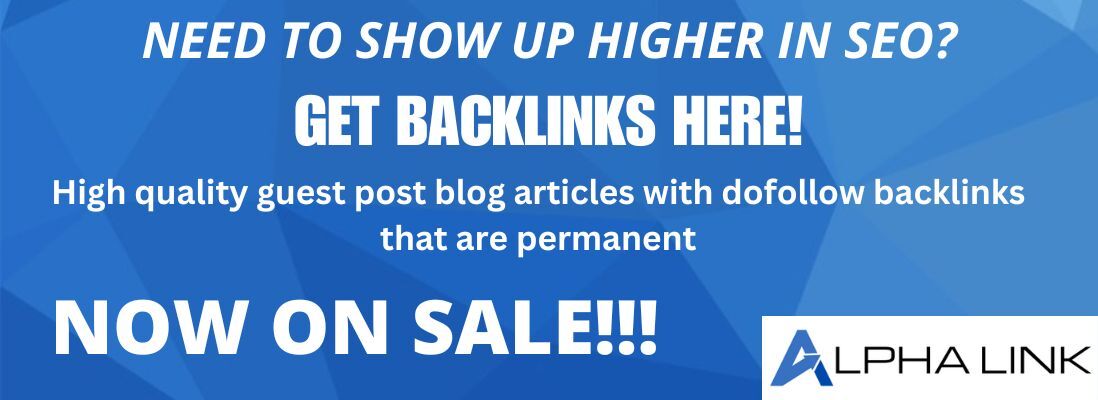 NEED TO SHOW UP HIGHER IN SEO?
GET BACKLINKS HERE!
High quality guest post blog articles with dofollow backlinks
that are permanent
NOW ON SALE!!!
ALPHA LINK